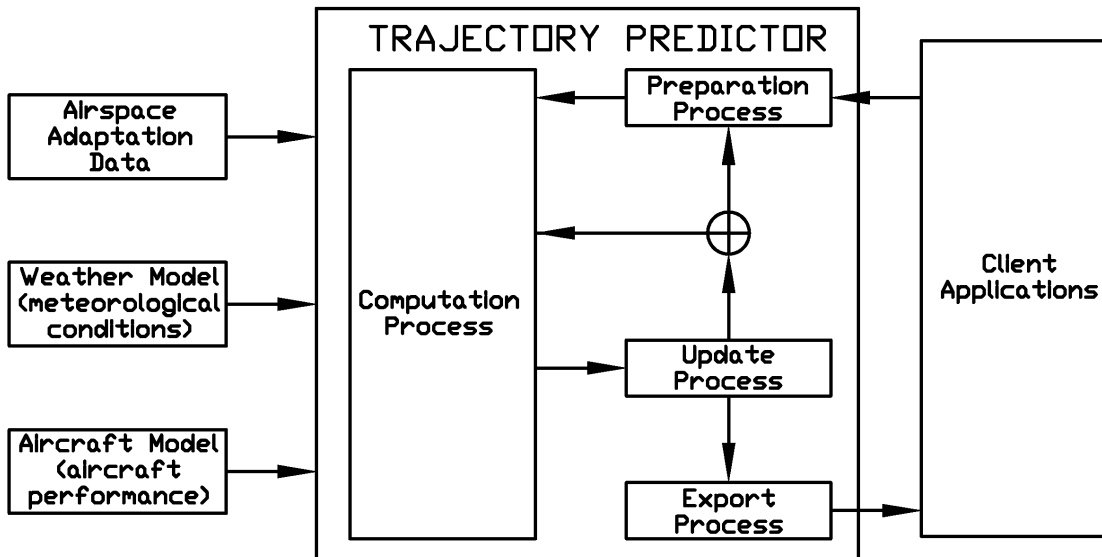 TRAJECTORY PREDICTOR
Airspace
Adaptation
Data
Weather Model
(meteorological
conditions)
Aircraft Model
(aircraft
performance)
Computation
Process
Preparation
Process
Update
Process
Export
Process
Client
Applications